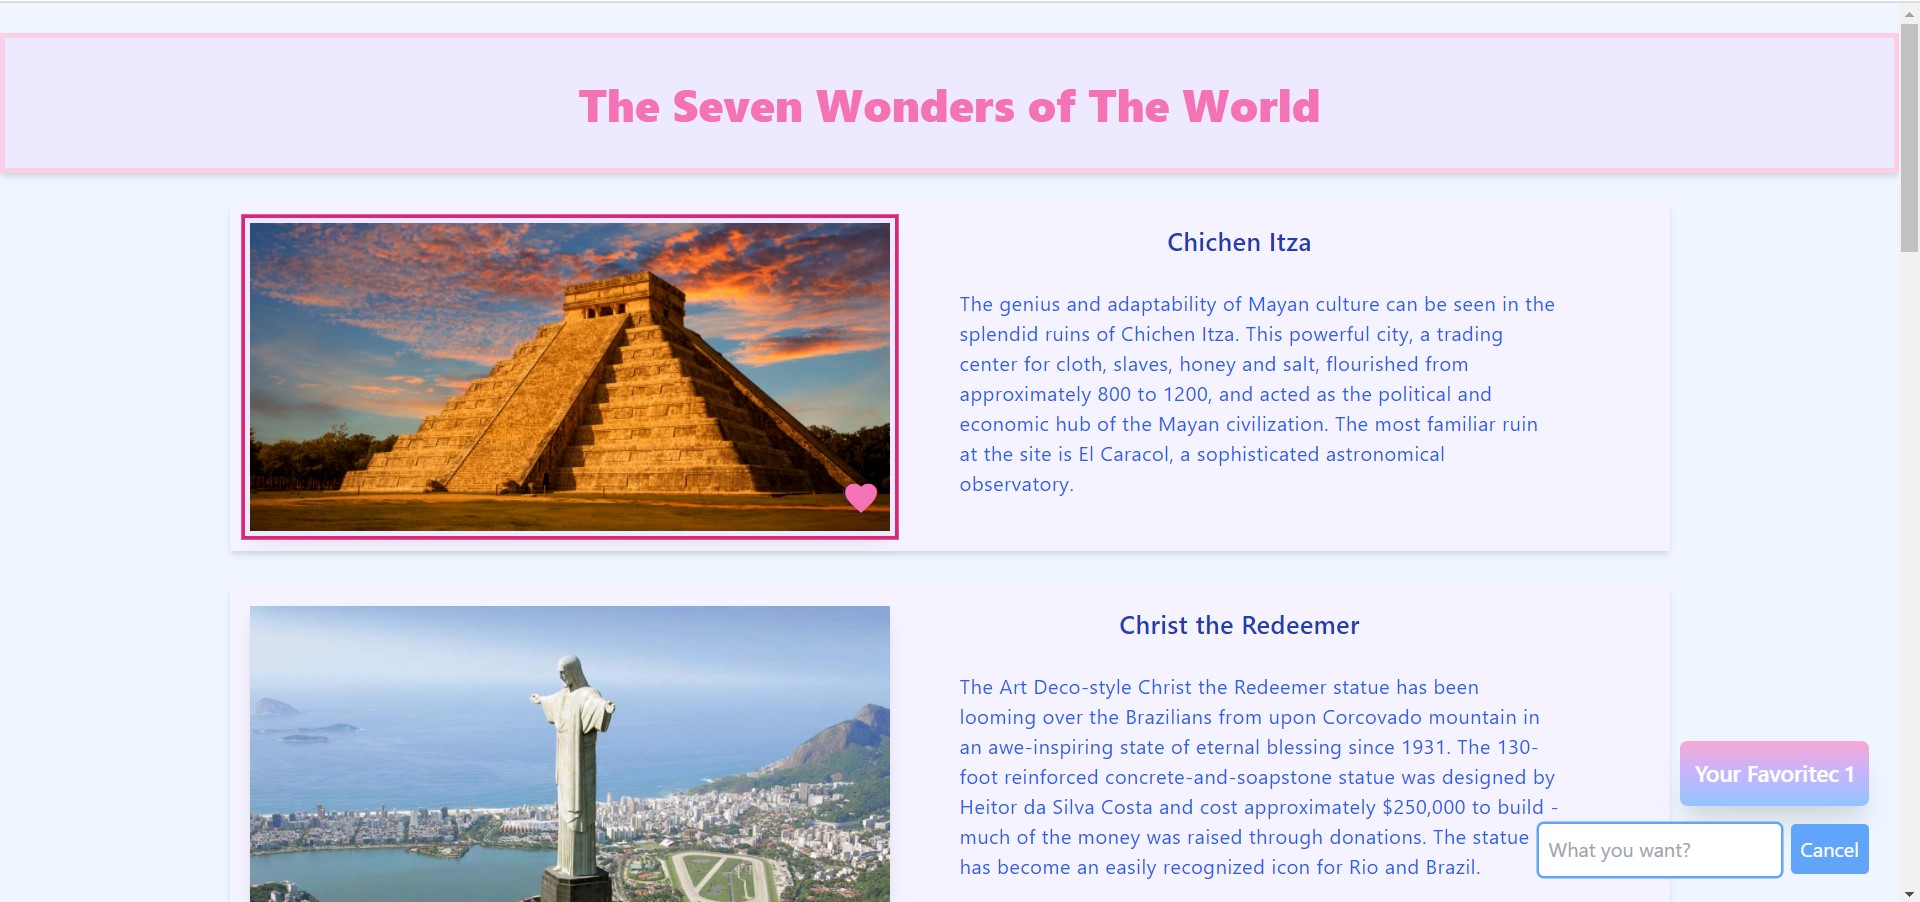 The Seven Wonders of The World
Chichen Itza
The genius and adaptability of Mayan culture can be seen in the
splendid ruins of Chichen Itza. This powerful city, a trading
center for cloth, slaves, honey and salt, flourished from
approximately 800 to 1200, and acted as the political and
economic hub of the Mayan civilization. The most familiar ruin
at the site is El Caracol, a sophisticated astronomical
observatory.
Christ the Redeemer
The Art Deco-style Christ the Redeemer statue has been
looming over the Brazilians from upon Corcovado mountain in
an awe-inspiring state of eternal blessing since 1931. The 130-
foot reinforced concrete-and-soapstone statue was designed by
Heitor da Silva Costa and cost approximately $250,000 to build -
much of the money was raised through donations. The statue
has become an easily recognized icon for Rio and Brazil.
Your Favoritec 1
What you want?
Cancel